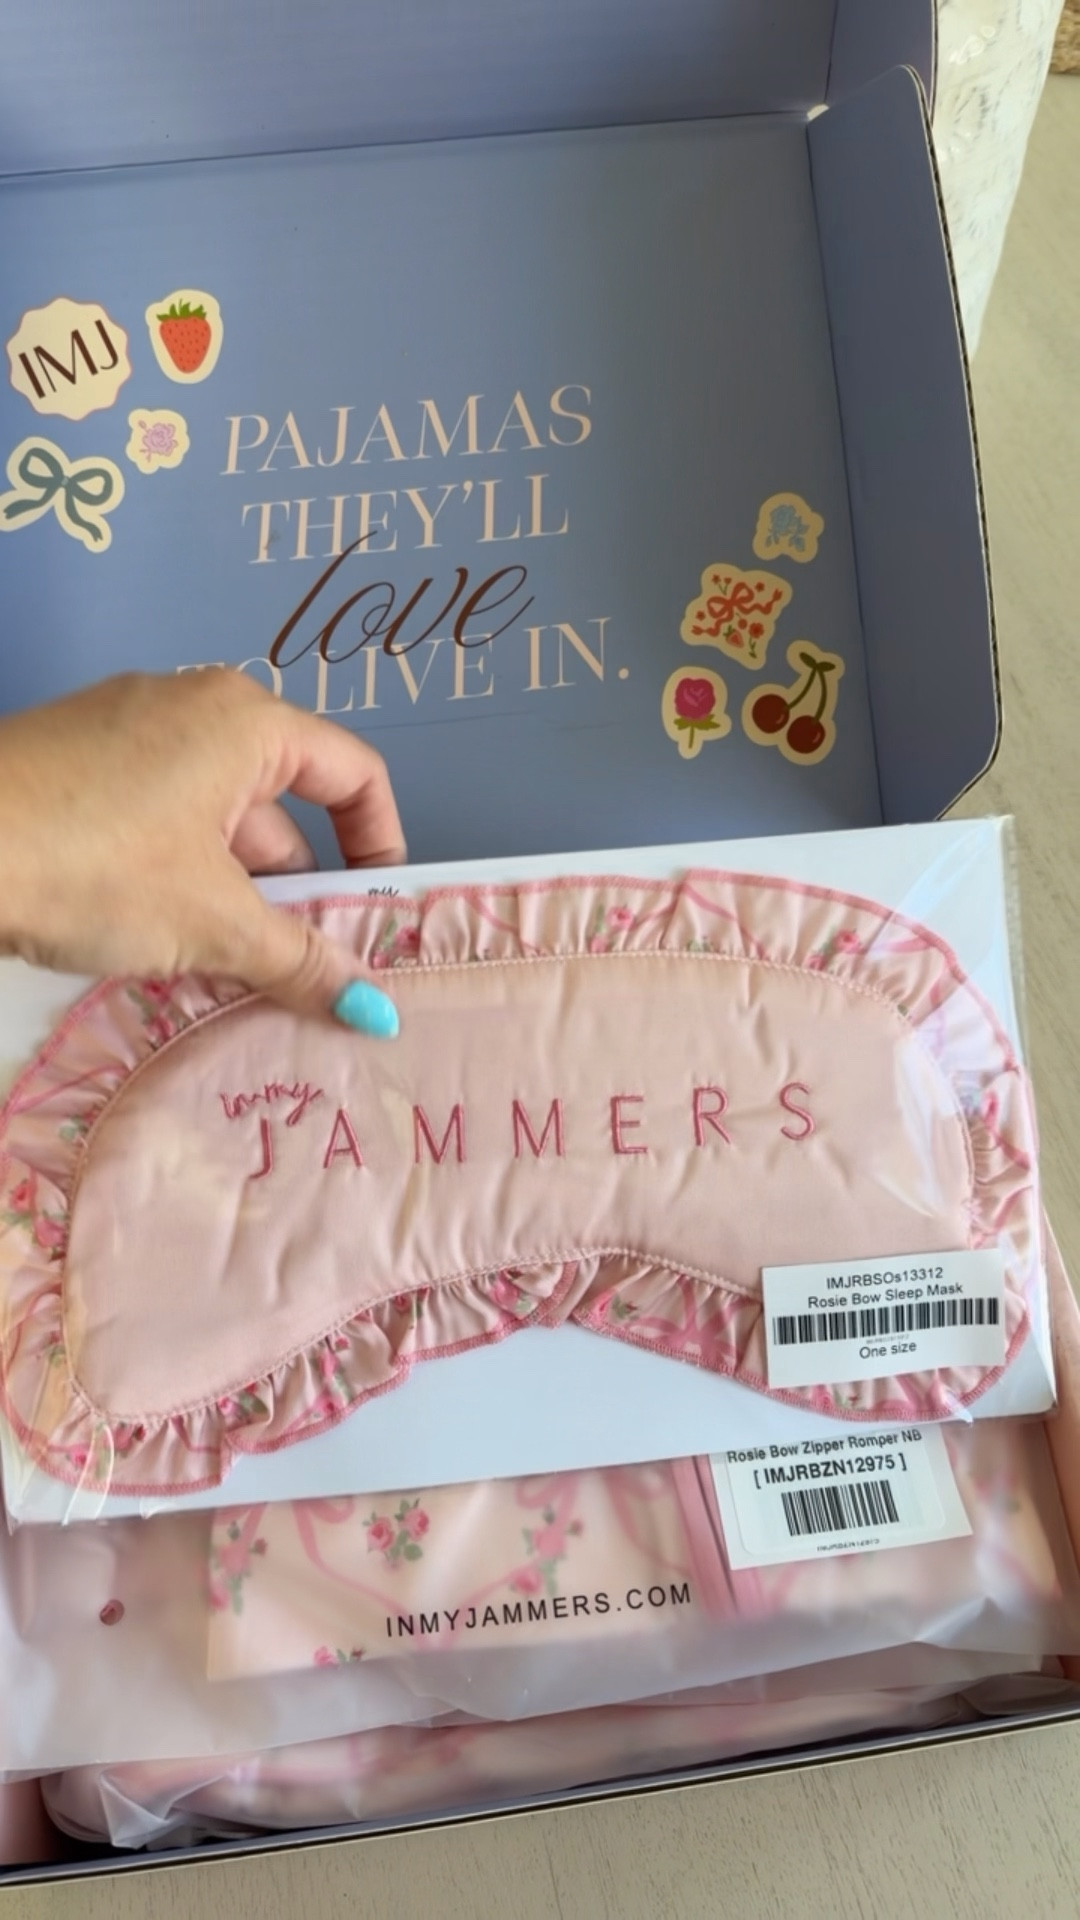 IMJ
PAJAMAS
THEY'LL
love
TO LIVE IN.
my
in my
JAMMERS
IMJRBSOs13312
Rosie Bow Sleep Mask
One size
Rosie Bow Zipper Romper NB
[ IMJRBZN12975 ]
INMYJAMMERS.COM